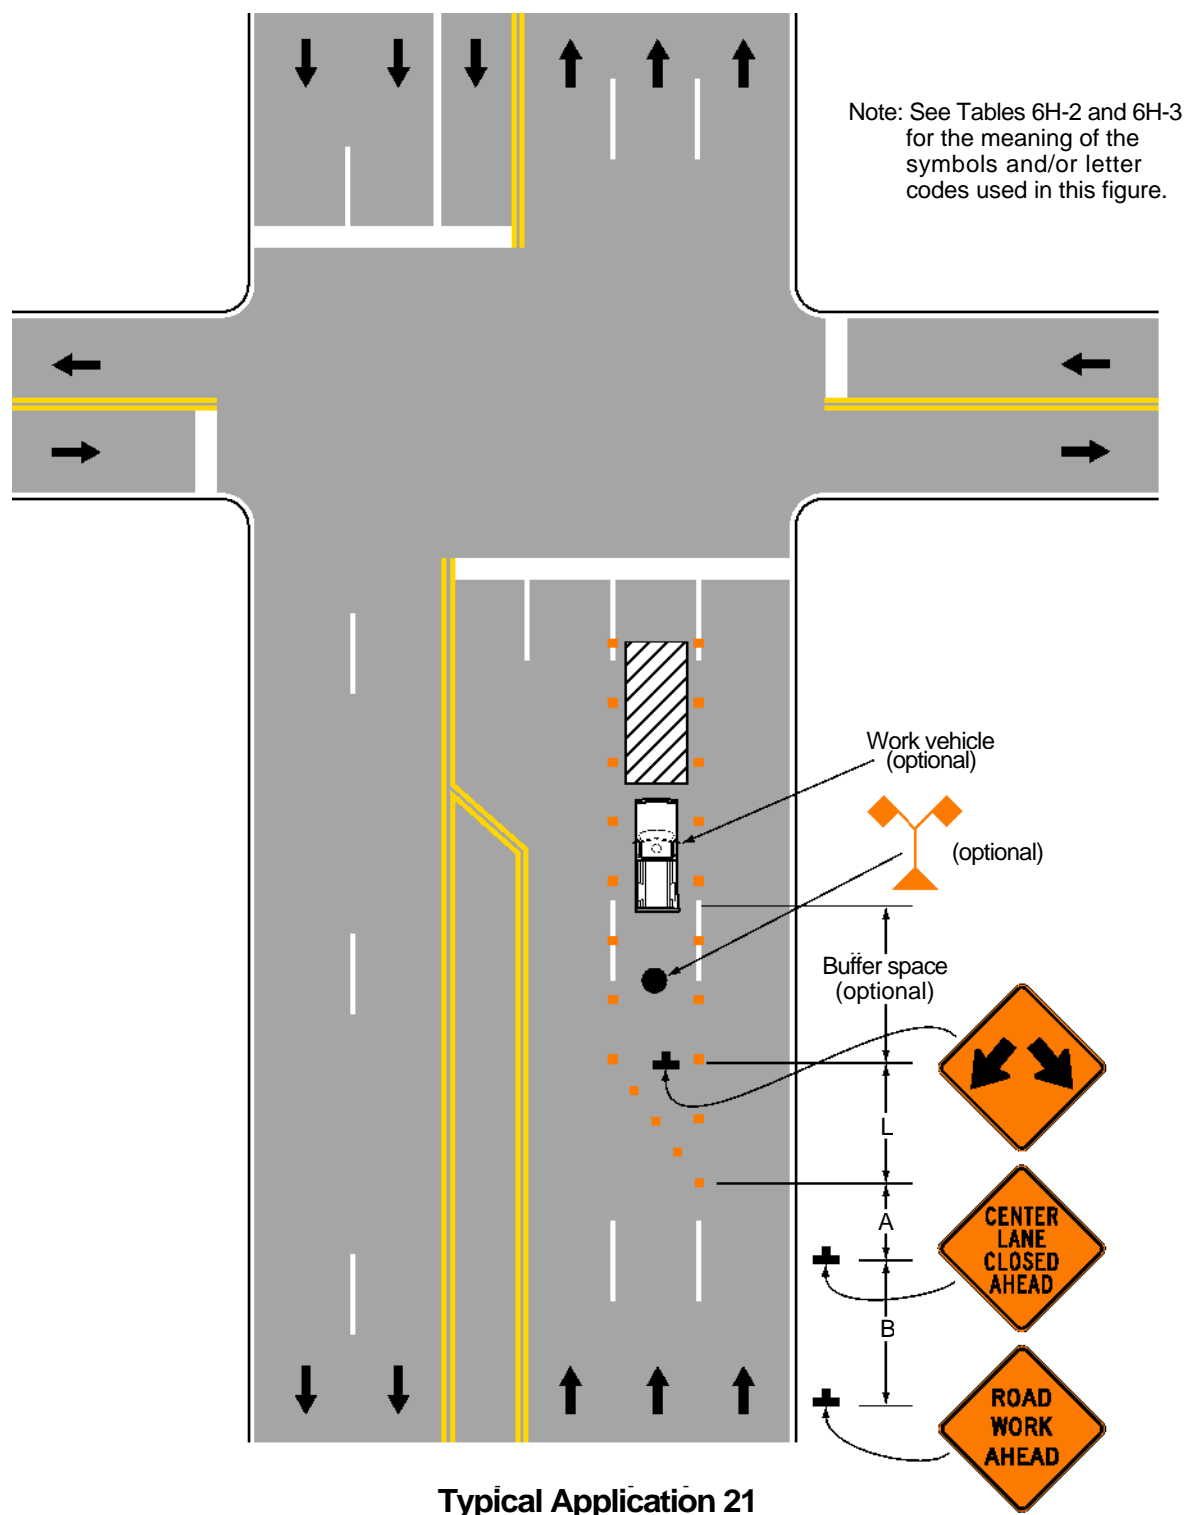 Note: See Tables 6H-2 and 6H-3
for the meaning of the
symbols and/or letter
codes used in this figure.
Work vehicle
(optional)
(optional)
Buffer space
(optional)
L
A
CENTER
LANE
CLOSED
AHEAD
B
ROAD
WORK
AHEAD
Typical Application 21